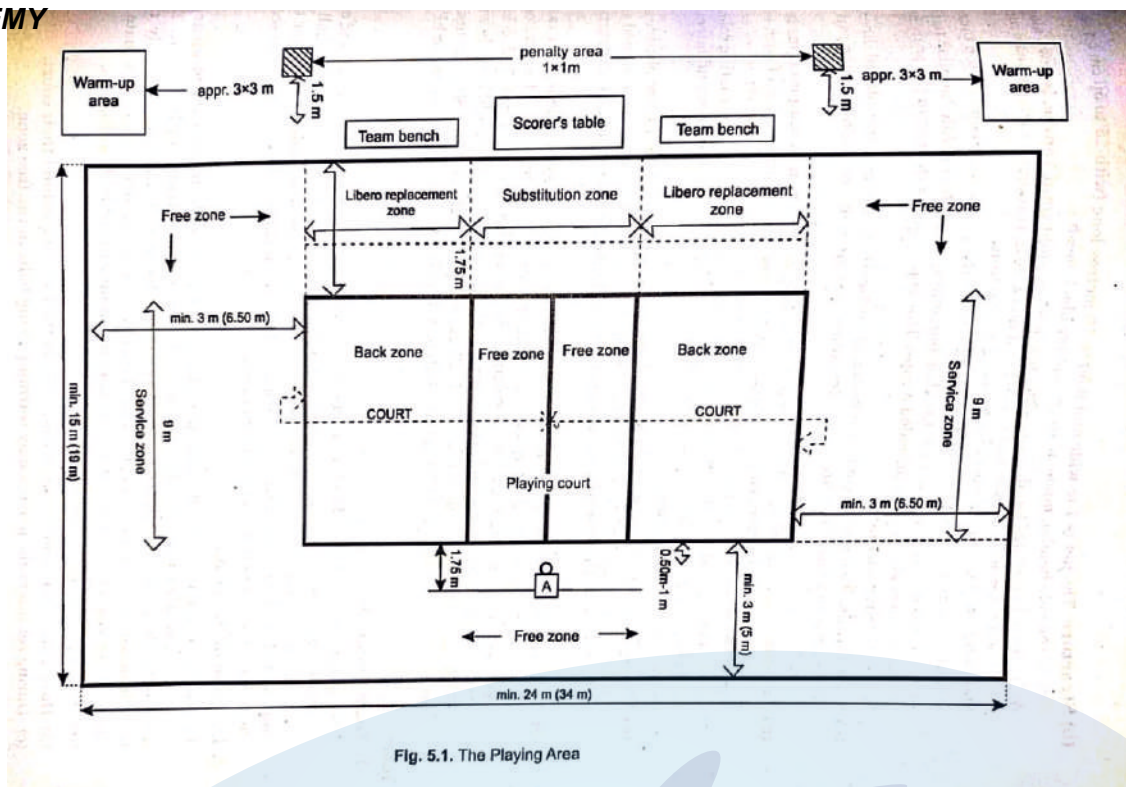 EMY
penalty area
1×1m
Warm-up
area
appr. 3×3 m
1.5 m
1.5 m
appr. 3×3 m
Warm-up
area
Team bench
Scorer's table
Team bench
Libero replacement
zone
Substitution zone
Libero replacement
zone
Free zone
Free zone
1.75 m
min. 3 m (6.50 m)
Back zone
Free zone
Free zone
Back zone
min. 15 m (19 m)
Service zone
9 m
COURT
COURT
Service zone
9 m
Playing court
min. 3 m (6.50 m)
1.75 m
A
0.50m-1 m
min. 3 m (5 m)
Free zone
min. 24 m (34 m)
Fig. 5.1. The Playing Area